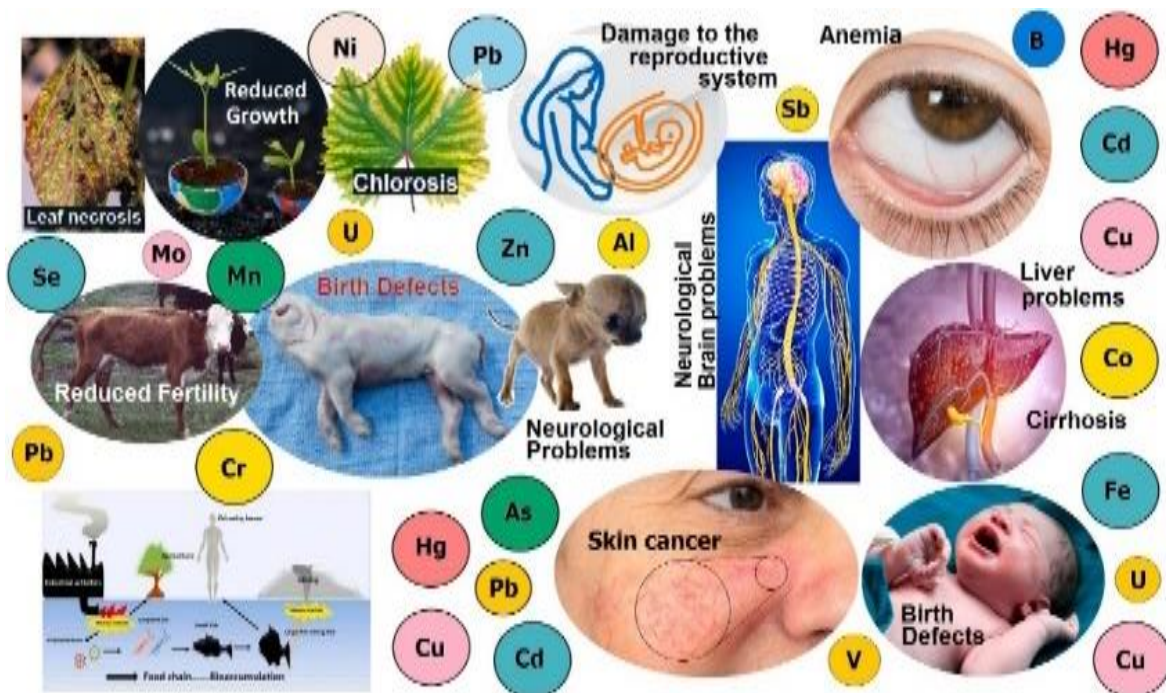 Ni
Pb
Damage to the
reproductive
system
Anemia
B
Hg
Reduced
Growth
Sb
Cd
Chlorosis
Leaf necrosis
U
Zn
Al
Cu
Mo
Se
Mn
Birth Defects
Neurological
Brain problems
Liver
problems
Co
Reduced Fertility
Neurological
Problems
Cirrhosis
Pb
Cr
As
Fe
Skin cancer
Hg
Pb
U
Birth
Defects
Cu
Cd
V
Cu
Food chain